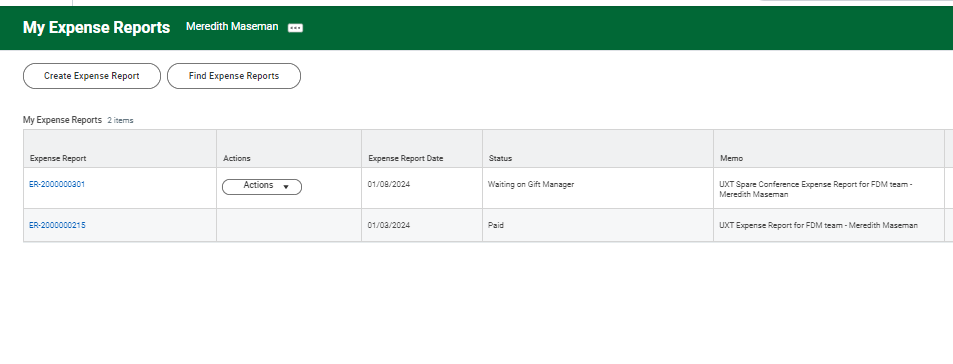 My Expense Reports Meredith Maseman
Create Expense Report Find Expense Reports
My Expense Reports 2 items
Expense Report Actions Expense Report Date Status Memo
ER-2000000301 Actions 01/08/2024 Waiting on Gift Manager UXT Spare Conference Expense Report for FDM team -
Meredith Maseman
ER-2000000215 01/03/2024 Paid UXT Expense Report for FDM team - Meredith Maseman